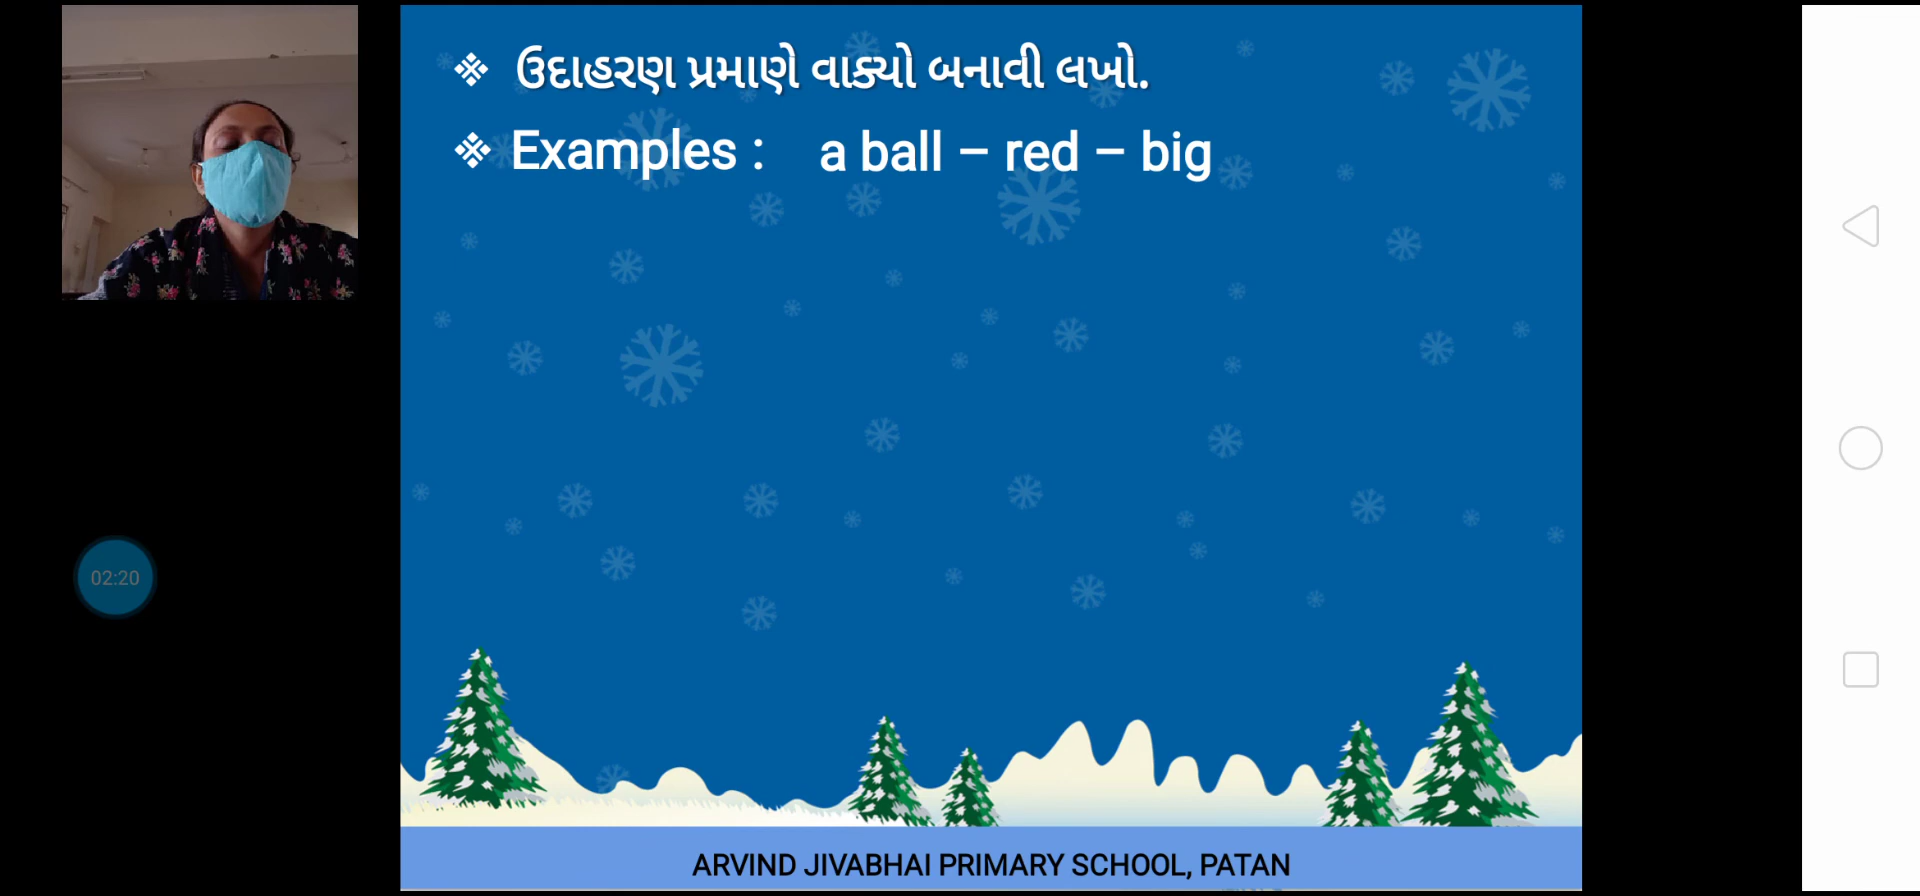 ઉદાહરણ પ્રમાણે વાક્યો બનાવી લખો.
Examples : a ball – red – big
02:20
ARVIND JIVABHAI PRIMARY SCHOOL, PATAN